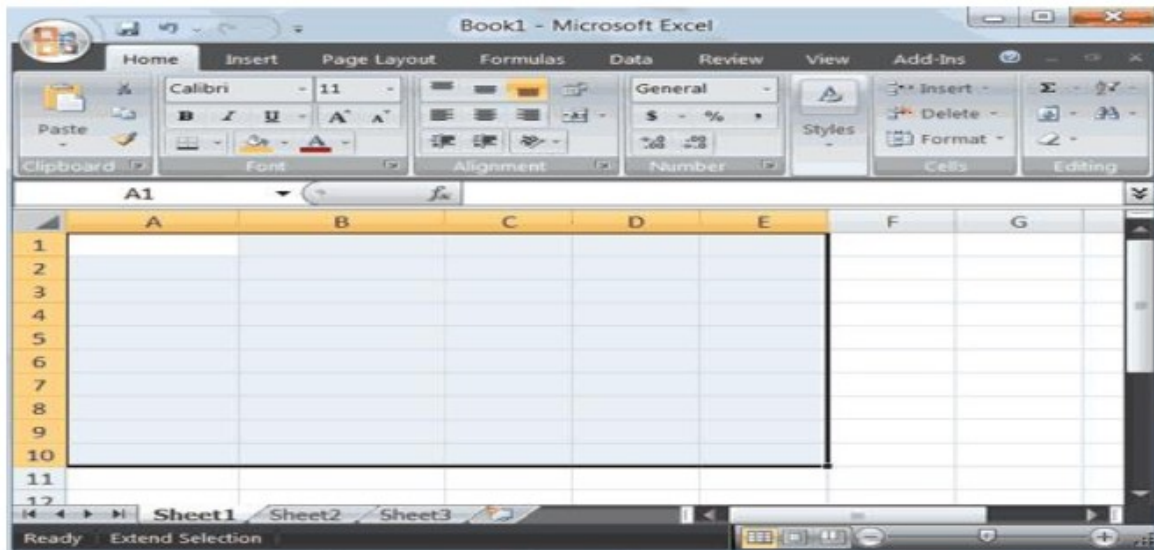 Book1 - Microsoft Excel
Home Insert Page Layout Formulas Data Review View Add-Ins
Paste
Calibri 11
B I U A A
General
$ % ,
.00 .00
Styles
Insert
Delete
Format
Σ
Clipboard Font Alignment Number Cells Editing
A1 fx
A B C D E F G
1
2
3
4
5
6
7
8
9
10
11
12
Sheet1 Sheet2 Sheet3
Ready Extend Selection